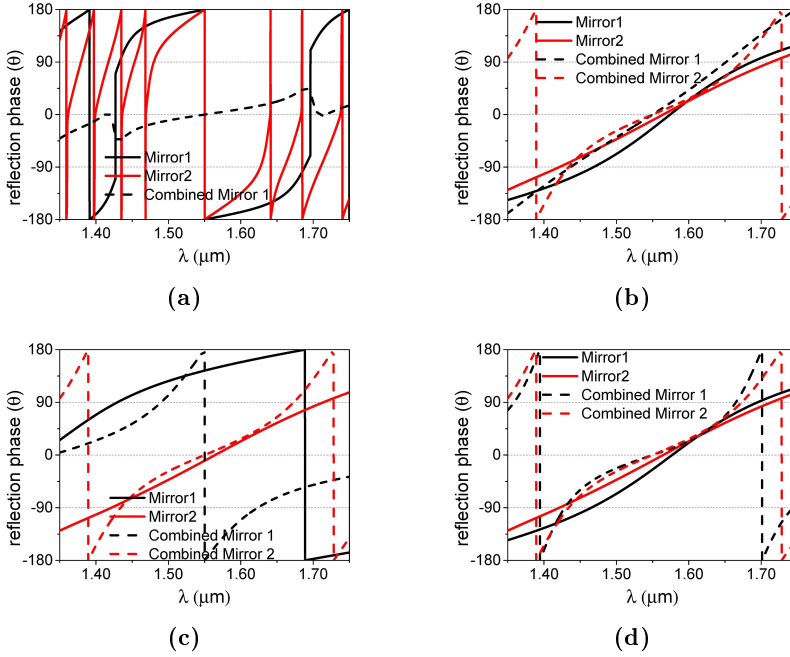 180
90
0
-90
-180
reflection phase (θ)
Mirror1
Mirror2
Combined Mirror 1
1.40 1.50 1.60 1.70
λ (μm)
(a)
180
90
0
-90
-180
reflection phase (θ)
Mirror1
Mirror2
Combined Mirror 1
Combined Mirror 2
1.40 1.50 1.60 1.70
λ (μm)
(b)
180
90
0
-90
-180
reflection phase (θ)
Mirror1
Mirror2
Combined Mirror 1
Combined Mirror 2
1.40 1.50 1.60 1.70
λ (μm)
(c)
180
90
0
-90
-180
reflection phase (θ)
Mirror1
Mirror2
Combined Mirror 1
Combined Mirror 2
1.40 1.50 1.60 1.70
λ (μm)
(d)